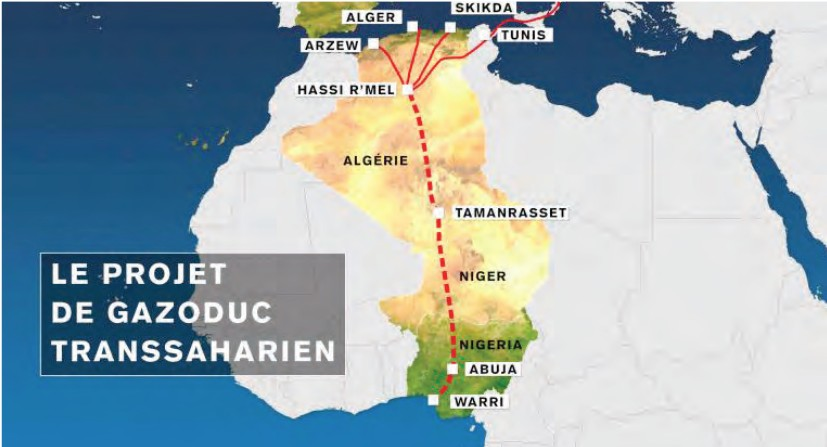 SKIKDA
ALGER
TUNIS
ARZEW
HASSI R'MEL
ALGÉRIE
TAMANRASSET
LE PROJET
DE GAZODUC
TRANSSAHARIEN
NIGER
NIGERIA
ABUJA
WARRI